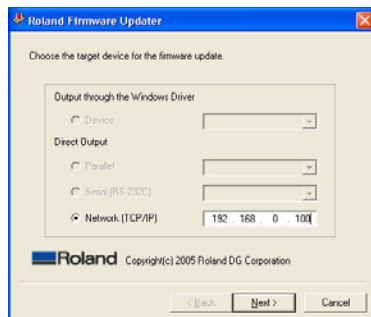 Roland Firmware Updater
Choose the target device for the firmware update.
Output through the Windows Driver
Device
Direct Output
Parallel
Serial (RS-232C)
Network (TCP/IP) 192 . 168 . 0 . 100
Roland Copyright(c) 2005 Roland DG Corporation
< Back Next > Cancel